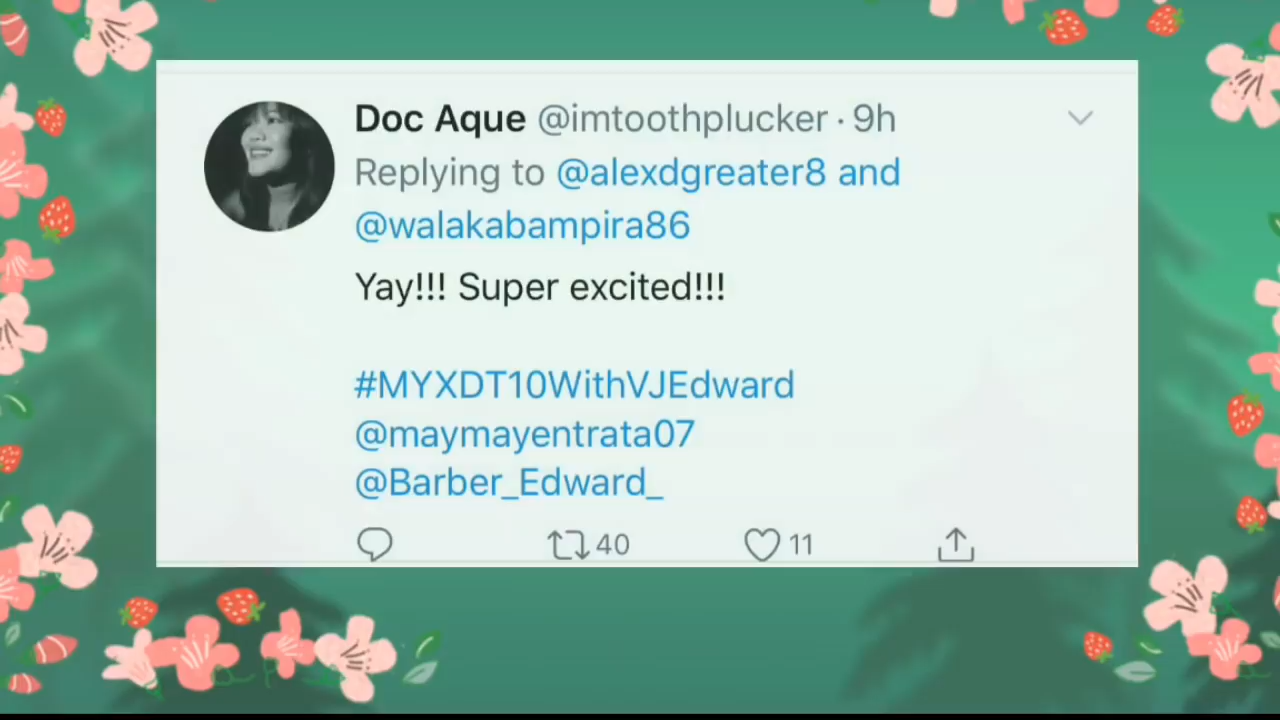 Doc Aque @imtoothplucker · 9h
Replying to @alexdgreater8 and
@walakabampira86
Yay!!! Super excited!!!
#MYXDT10WithVJEdward
@maymayentrata07
@Barber_Edward_
40 11